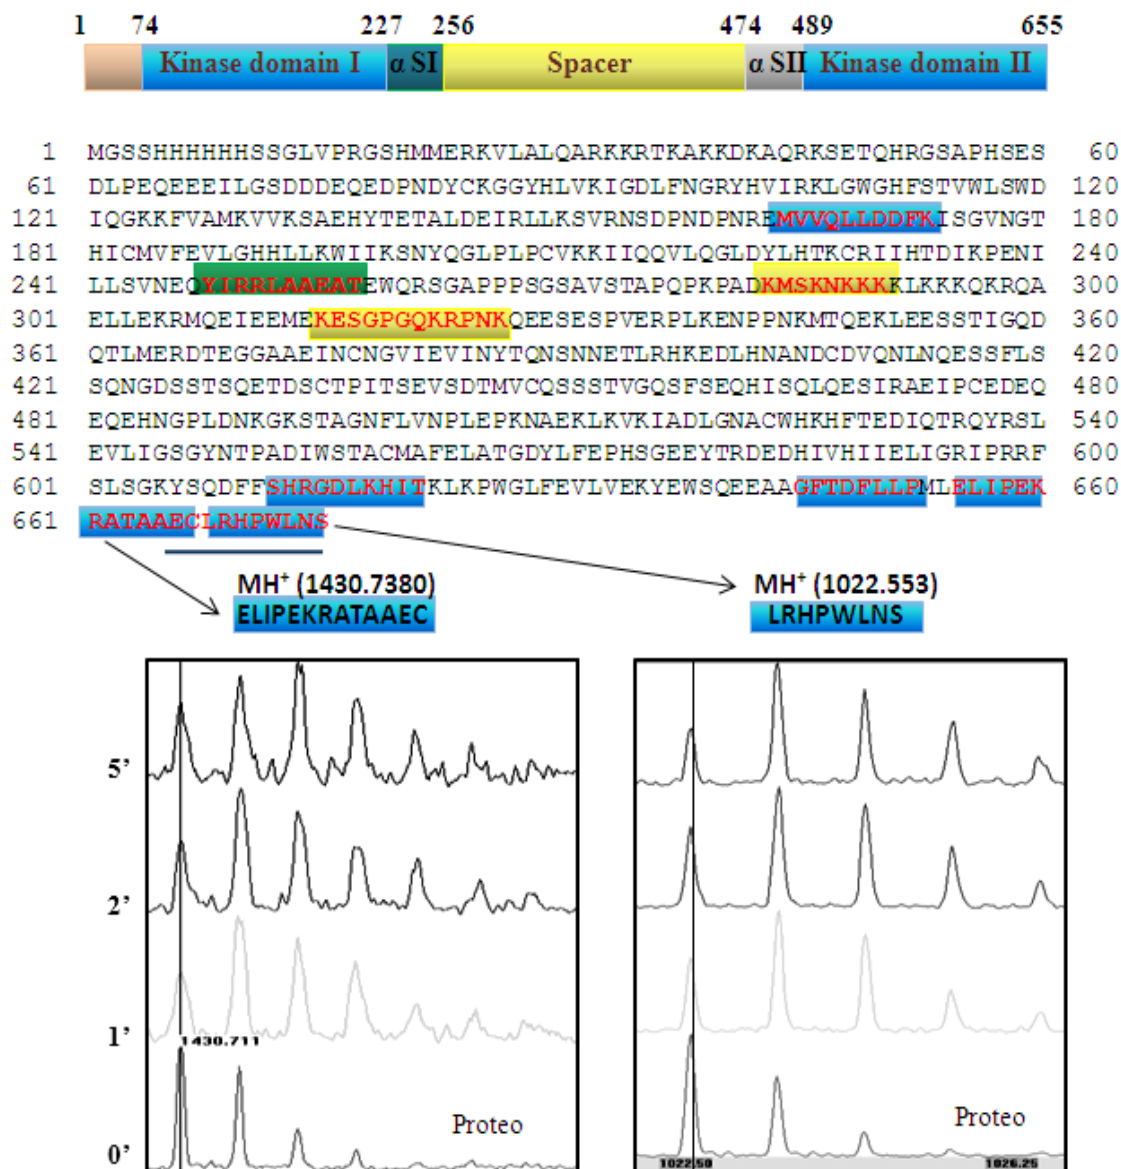 1 74 227 256 474 489 655
Kinase domain I α SI Spacer α SII Kinase domain II
1 MGSSHHHHHHSSGLVPRGSHMMERKVLALQARKKRTKAKKDKAQRKSETQHRGSAPHSES 60
61 DLPEQEEEILGSDDDEQEDPNDYCKGGYHLVKIGDLFNGRYHVIRKLGWGHFSTVWLSWD 120
121 IQGKKFVAMKVVKSAEHYTETALDEIRLLKSVRNSDPNDPNREMVVQLLDDFKISGVNGT 180
181 HICMVFEVLGHHLLKWIIKSNYQGLPLPCVKKIIQQVLQGLDYLHTKCRIIHTDIKPENI 240
241 LLSVNEQYIRRLAAEATEWQRSGAPPPSGSAVSTAPQPKPADKMSKNKKKKLKKKQKRQA 300
301 ELLEKRMQEIEEMEKESGPGQKRPNKQEESESPVERPLKENPPNKMTQEKLEESSTIGQD 360
361 QTLMERDTEGGAAEINCNGVIEVINYTQNSNNETLRHKEDLHNANDCDVQNLNQESSFLS 420
421 SQNGDSSTSQETDSCTPITSEVSDTMVCQSSSTVGQSFSEQHISQLQESIRAEIPCEDEQ 480
481 EQEHNGPLDNKGKSTAGNFLVNPLEPKNAEKLKVKIADLGNACWHKHFTEDIQTRQYRSL 540
541 EVLIGSGYNTPADIWSTACMAFELATGDYLFEPHSGEEYTRDEDHIVHIIELIGRIPRRF 600
601 SLSGKYSQDFFSHRGDLKHITKLKPWGLFEVLVEKYEWSQEEAAGFTDFLLPMLELIPEK 660
661 RATAAECLRHPWLNS
MH⁺ (1430.7380) MH⁺ (1022.553)
ELIPEKRATAAEC LRHPWLNS
5’
2’
1’
1430.711
Proteo Proteo
0’
1022.50 1026.25